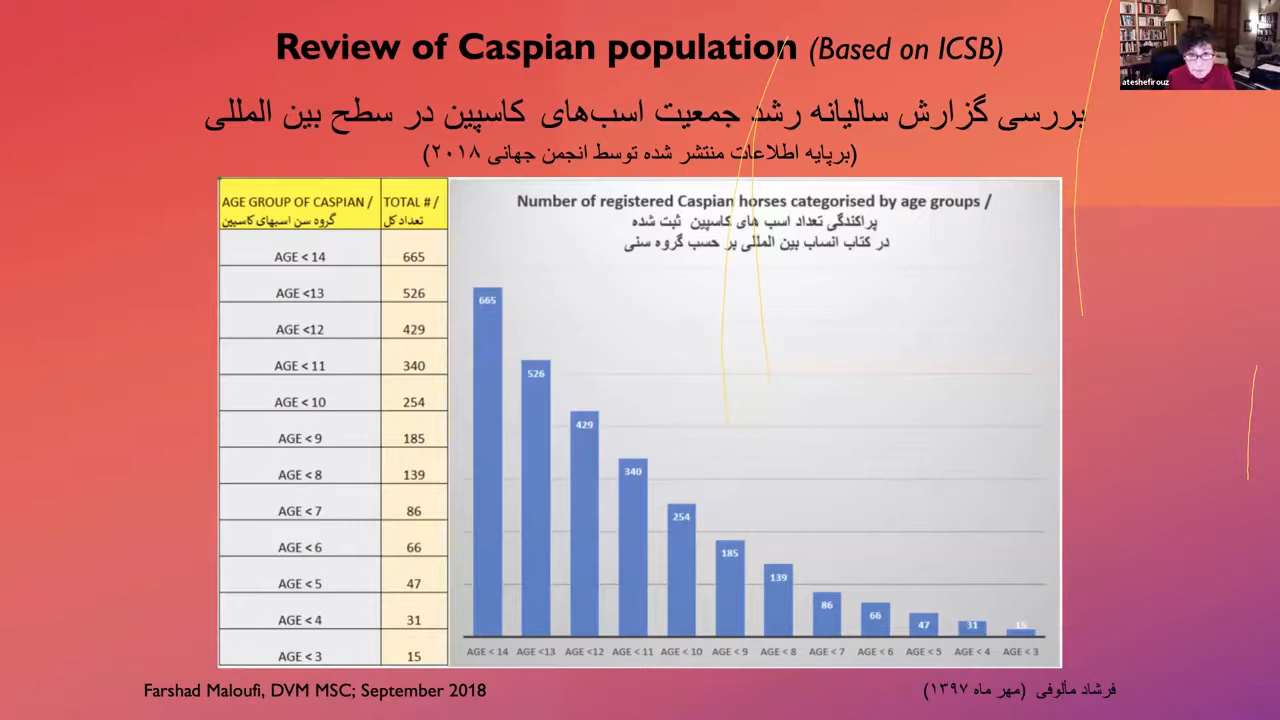 Review of Caspian population (Based on ICSB)
ateshefirouz
بررسی گزارش سالیانه رشد جمعیت اسب‌های کاسپین در سطح بین المللی
(برپایه اطلاعات منتشر شده توسط انجمن جهانی ۲۰۱۸)
AGE GROUP OF CASPIAN / TOTAL # /
گروه سن اسبهای کاسپین تعداد کل
AGE < 14 665
AGE <13 526
AGE <12 429
AGE < 11 340
AGE < 10 254
AGE < 9 185
AGE < 8 139
AGE < 7 86
AGE < 6 66
AGE < 5 47
AGE < 4 31
AGE < 3 15
Number of registered Caspian horses categorised by age groups /
پراکندگی تعداد اسب های کاسپین ثبت شده
در کتاب انساب بین المللی بر حسب گروه سنی
665 526 429 340 254 185 139 86 66 47 31 15
AGE < 14 AGE <13 AGE <12 AGE < 11 AGE < 10 AGE < 9 AGE < 8 AGE < 7 AGE < 6 AGE < 5 AGE < 4 AGE < 3
Farshad Maloufi, DVM MSC; September 2018
فرشاد مألوفی (مهر ماه ۱۳۹۷)